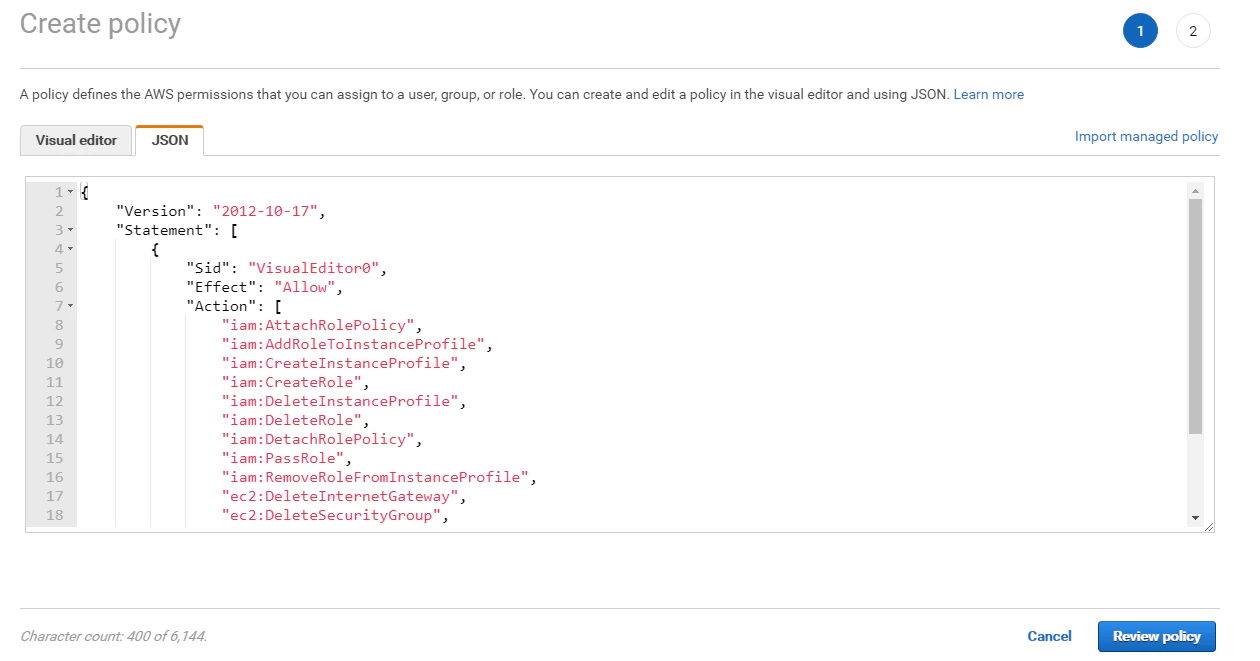 Create policy
1
2
A policy defines the AWS permissions that you can assign to a user, group, or role. You can create and edit a policy in the visual editor and using JSON. Learn more
Visual editor
JSON
Import managed policy
1 {
2 "Version": "2012-10-17",
3 "Statement": [
4 {
5 "Sid": "VisualEditor0",
6 "Effect": "Allow",
7 "Action": [
8 "iam:AttachRolePolicy",
9 "iam:AddRoleToInstanceProfile",
10 "iam:CreateInstanceProfile",
11 "iam:CreateRole",
12 "iam:DeleteInstanceProfile",
13 "iam:DeleteRole",
14 "iam:DetachRolePolicy",
15 "iam:PassRole",
16 "iam:RemoveRoleFromInstanceProfile",
17 "ec2:DeleteInternetGateway",
18 "ec2:DeleteSecurityGroup",
Character count: 400 of 6,144.
Cancel
Review policy